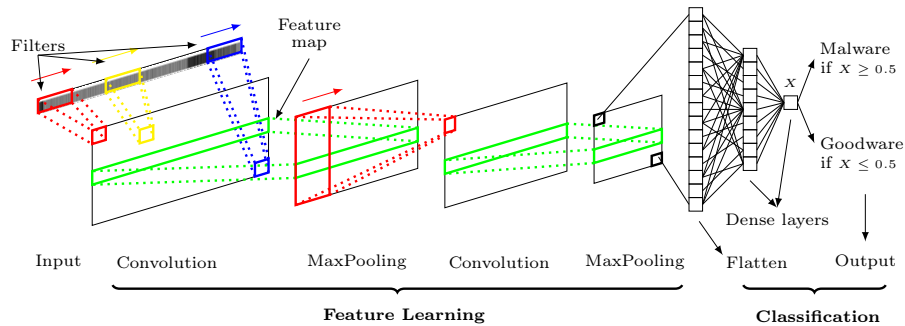 Filters
Feature
map
X
Malware
if X ≥ 0.5
Goodware
if X ≤ 0.5
Dense layers
Input
Convolution
MaxPooling
Convolution
MaxPooling
Flatten
Output
Feature Learning
Classification